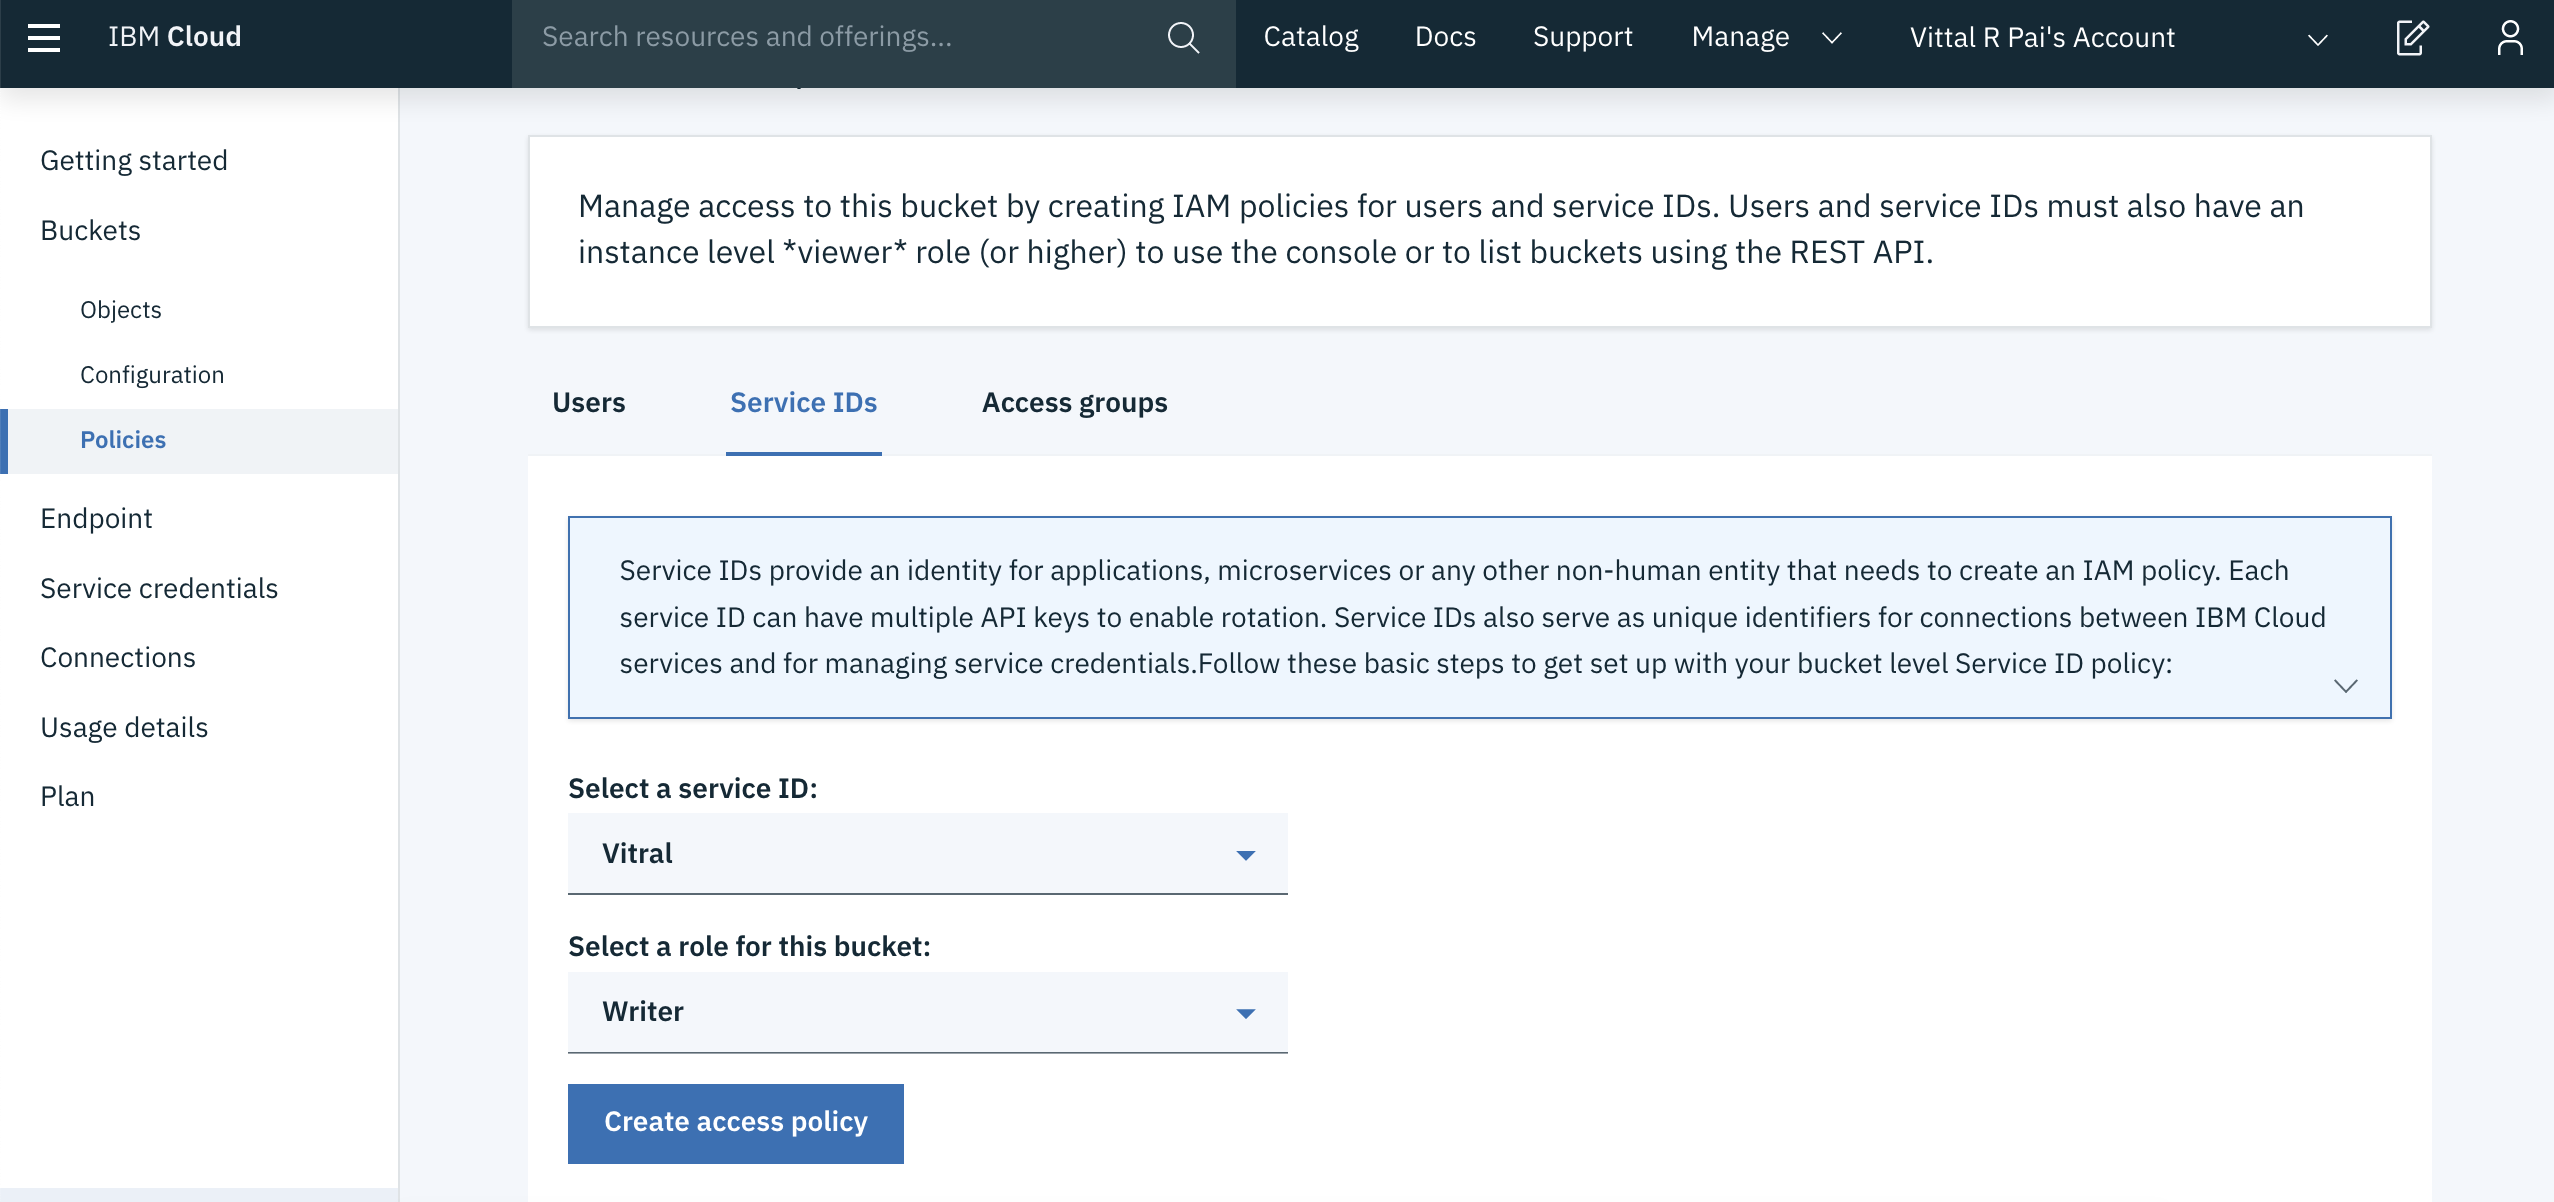 IBM Cloud
Search resources and offerings...
Catalog
Docs
Support
Manage
Vittal R Pai's Account
Getting started
Buckets
Objects
Configuration
Policies
Endpoint
Service credentials
Connections
Usage details
Plan
Manage access to this bucket by creating IAM policies for users and service IDs. Users and service IDs must also have an
instance level *viewer* role (or higher) to use the console or to list buckets using the REST API.
Users
Service IDs
Access groups
Service IDs provide an identity for applications, microservices or any other non-human entity that needs to create an IAM policy. Each
service ID can have multiple API keys to enable rotation. Service IDs also serve as unique identifiers for connections between IBM Cloud
services and for managing service credentials.Follow these basic steps to get set up with your bucket level Service ID policy:
Select a service ID:
Vitral
Select a role for this bucket:
Writer
Create access policy